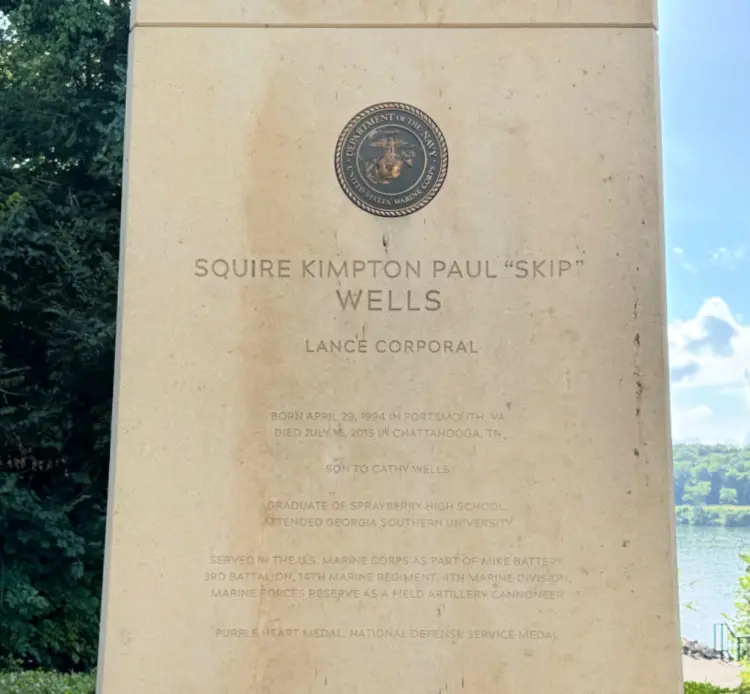 DEPARTMENT OF THE NAVY
UNITED STATES MARINE CORPS
SQUIRE KIMPTON PAUL “SKIP”
WELLS
LANCE CORPORAL
BORN APRIL 29, 1994 IN PORTSMOUTH, VA
DIED JULY 16, 2015 IN CHATTANOOGA, TN
SON TO CATHY WELLS
GRADUATE OF SPRAYBERRY HIGH SCHOOL
ATTENDED GEORGIA SOUTHERN UNIVERSITY
SERVED IN THE U.S. MARINE CORPS AS PART OF MIKE BATTERY,
3RD BATTALION, 14TH MARINE REGIMENT, 4TH MARINE DIVISION,
MARINE FORCES RESERVE AS A FIELD ARTILLERY CANNONEER
PURPLE HEART MEDAL, NATIONAL DEFENSE SERVICE MEDAL